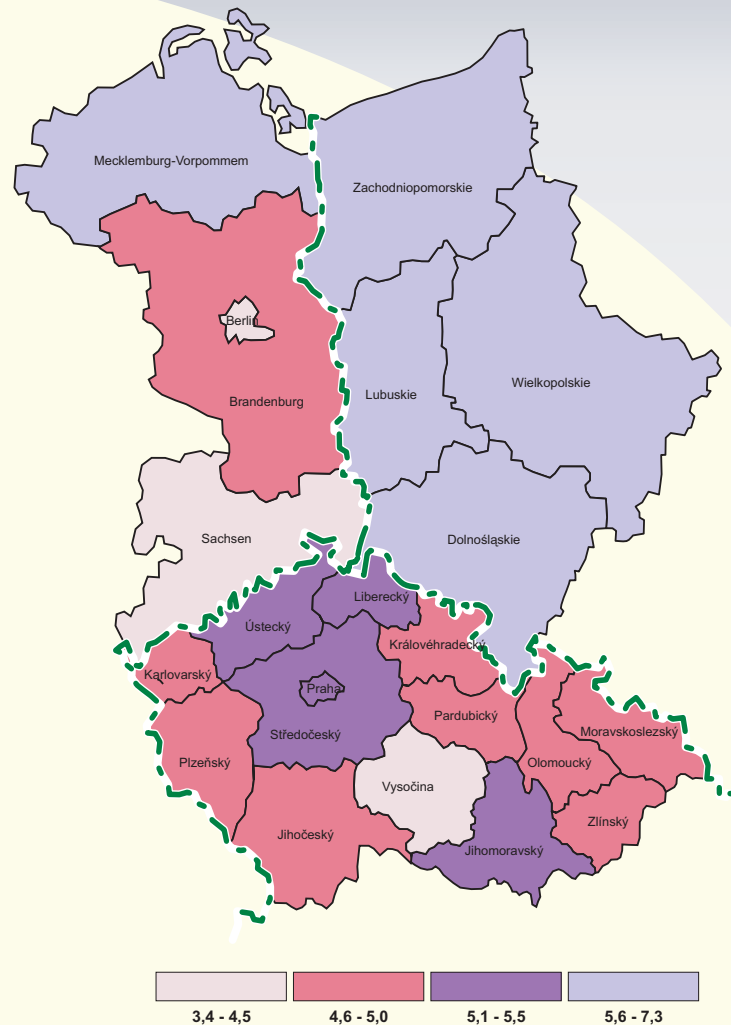 Mecklemburg-Vorpommem
Zachodniopomorskie
Berlin
Wielkopolskie
Lubuskie
Brandenburg
Sachsen
Dolnośląskie
Liberecký
Ústecký
Královéhradecký
Karlovarský
Praha
Pardubický
Středočeský
Moravskoslezský
Plzeňský
Olomoucký
Vysočina
Zlínský
Jihočeský
Jihomoravský
3,4 - 4,5
4,6 - 5,0
5,1 - 5,5
5,6 - 7,3